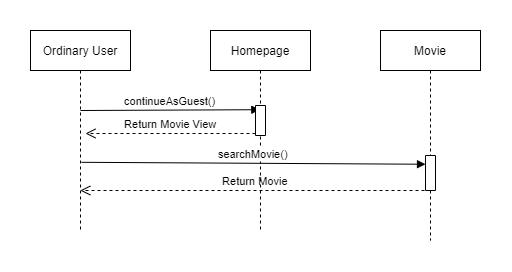 Ordinary User
Homepage
Movie
continueAsGuest()
Return Movie View
searchMovie()
Return Movie